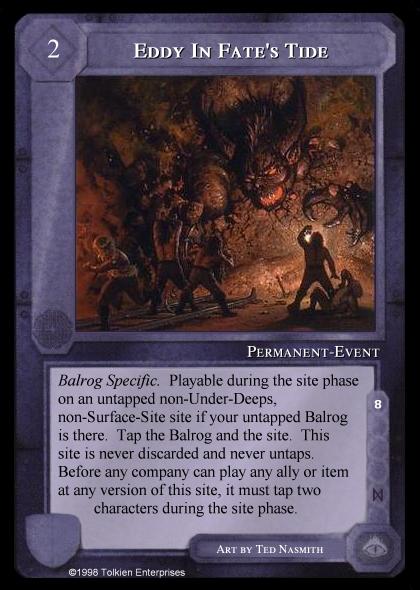 2
EDDY IN FATE'S TIDE
PERMANENT-EVENT
Balrog Specific. Playable during the site phase
on an untapped non-Under-Deeps,
non-Surface-Site site if your untapped Balrog
is there. Tap the Balrog and the site. This
site is never discarded and never untaps.
Before any company can play any ally or item
at any version of this site, it must tap two
characters during the site phase.
8
ART BY TED NASMITH
©1998 Tolkien Enterprises